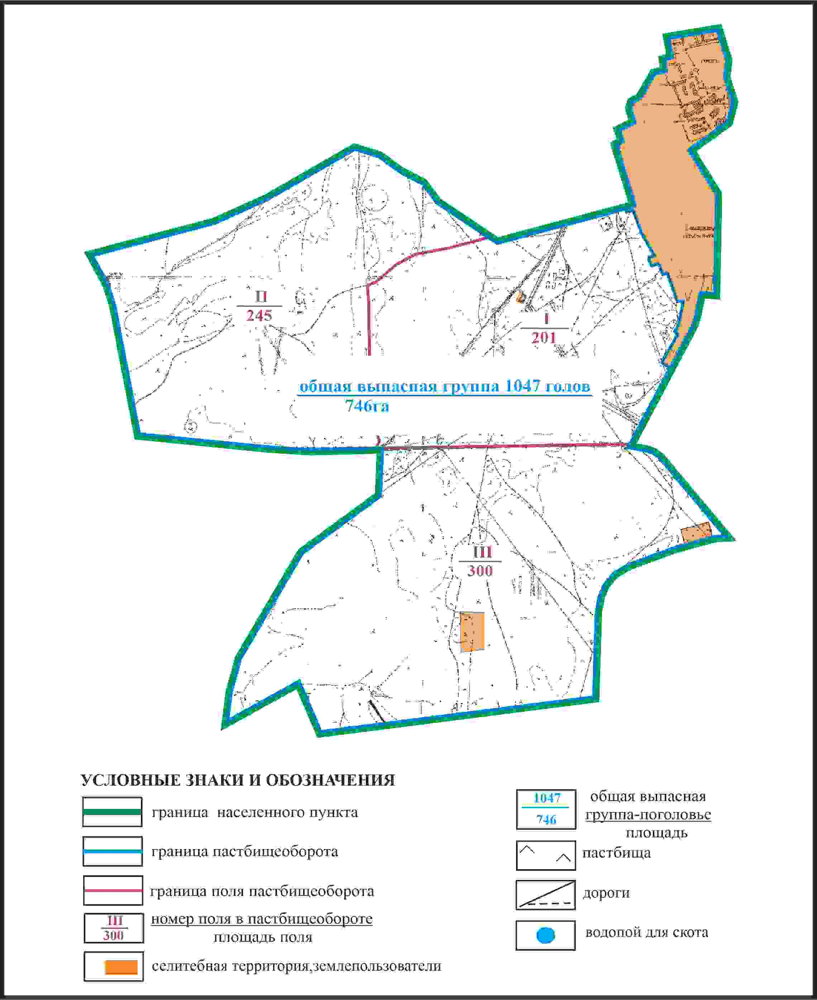 II
245
I
201
общая выпасная группа 1047 голов
746га
III
300
УСЛОВНЫЕ ЗНАКИ И ОБОЗНАЧЕНИЯ
граница населенного пункта
граница пастбищеоборота
граница поля пастбищеоборота
III
300
номер поля в пастбищеобороте
площадь поля
селитебная территория,землепользователи
1047
746
общая выпасная
группа-поголовье
площадь
пастбища
дороги
водопой для скота